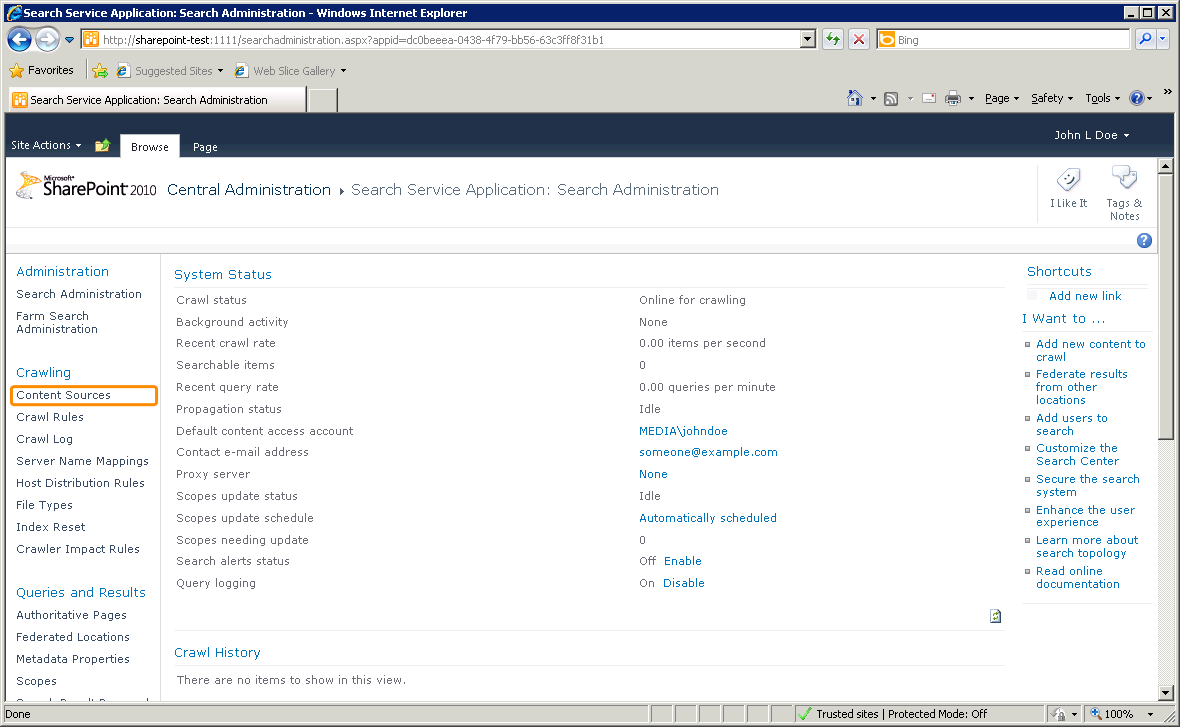 Search Service Application: Search Administration - Windows Internet Explorer
http://sharepoint-test:1111/searchadministration.aspx?appid=dc0beeea-0438-4f79-bb56-63c3ff8f31b1
Bing
Favorites
Suggested Sites
Web Slice Gallery
Search Service Application: Search Administration
Page
Safety
Tools
»
Site Actions
Browse
Page
John L Doe
Microsoft
SharePoint 2010
Central Administration
Search Service Application: Search Administration
I Like It
Tags &
Notes
Administration
Search Administration
Farm Search
Administration
Crawling
Content Sources
Crawl Rules
Crawl Log
Server Name Mappings
Host Distribution Rules
File Types
Index Reset
Crawler Impact Rules
Queries and Results
Authoritative Pages
Federated Locations
Metadata Properties
Scopes
System Status
Crawl status Online for crawling
Background activity None
Recent crawl rate 0.00 items per second
Searchable items 0
Recent query rate 0.00 queries per minute
Propagation status Idle
Default content access account MEDIA\johndoe
Contact e-mail address someone@example.com
Proxy server None
Scopes update status Idle
Scopes update schedule Automatically scheduled
Scopes needing update 0
Search alerts status Off Enable
Query logging On Disable
Crawl History
There are no items to show in this view.
Shortcuts
Add new link
I Want to ...
Add new content to
crawl
Federate results
from other
locations
Add users to
search
Customize the
Search Center
Secure the search
system
Enhance the user
experience
Learn more about
search topology
Read online
documentation
Done
Trusted sites | Protected Mode: Off
100%